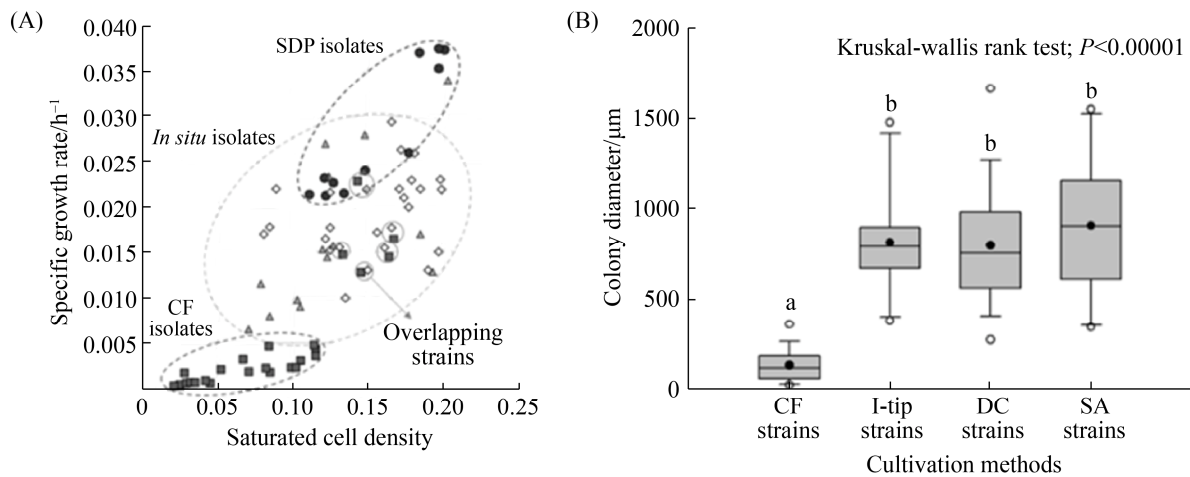 (A)
0.040
0.035
0.030
0.025
0.020
0.015
0.010
0.005
0
0.05
0.10
0.15
0.20
0.25
Specific growth rate/h⁻¹
Saturated cell density
SDP isolates
In situ isolates
CF
isolates
Overlapping
strains
(B)
2000
1500
1000
500
0
Colony diameter/μm
Kruskal-wallis rank test; P<0.00001
a
b
b
b
CF
strains
I-tip
strains
DC
strains
SA
strains
Cultivation methods